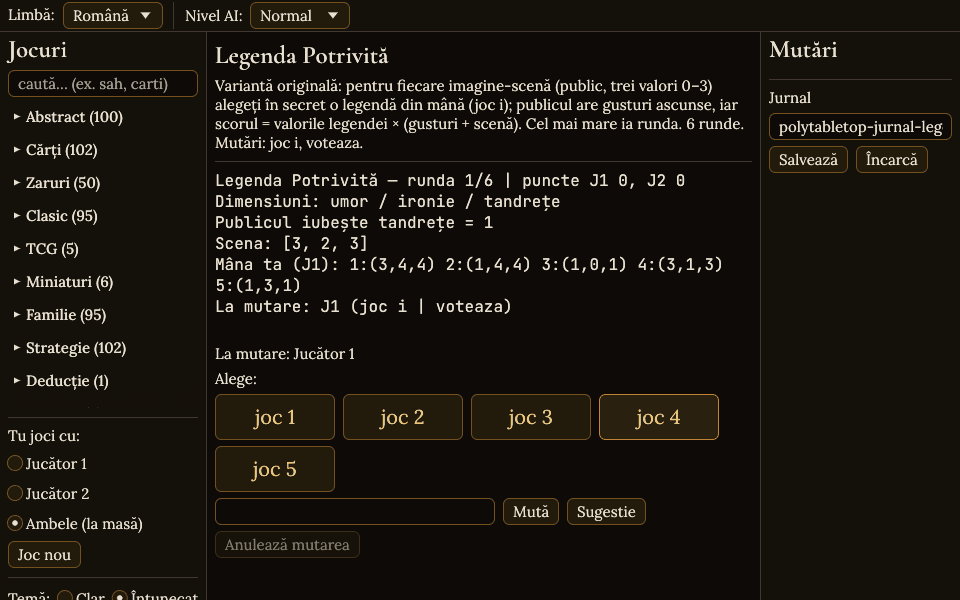 Limbă: Română ▼ Nivel AI: Normal ▼
Jocuri
caută... (ex. sah, carti)
▸ Abstract (100)
▸ Cărți (102)
▸ Zaruri (50)
▸ Clasic (95)
▸ TCG (5)
▸ Miniaturi (6)
▸ Familie (95)
▸ Strategie (102)
▸ Deducție (1)
Tu joci cu:
Jucător 1
Jucător 2
Ambele (la masă)
Joc nou
Temă: Clar Întunecat
Legenda Potrivită
Variantă originală: pentru fiecare imagine-scenă (public, trei valori 0–3)
alegeți în secret o legendă din mână (joc i); publicul are gusturi ascunse, iar
scorul = valorile legendei × (gusturi + scenă). Cel mai mare ia runda. 6 runde.
Mutări: joc i, voteaza.
Legenda Potrivită — runda 1/6 | puncte J1 0, J2 0
Dimensiuni: umor / ironie / tandrețe
Publicul iubește tandrețe = 1
Scena: [3, 2, 3]
Mâna ta (J1): 1:(3,4,4) 2:(1,4,4) 3:(1,0,1) 4:(3,1,3)
5:(1,3,1)
La mutare: J1 (joc i | voteaza)
La mutare: Jucător 1
Alege:
joc 1 joc 2 joc 3 joc 4
joc 5
Mută Sugestie
Anulează mutarea
Mutări
Jurnal
polytabletop-jurnal-leg
Salvează Încarcă